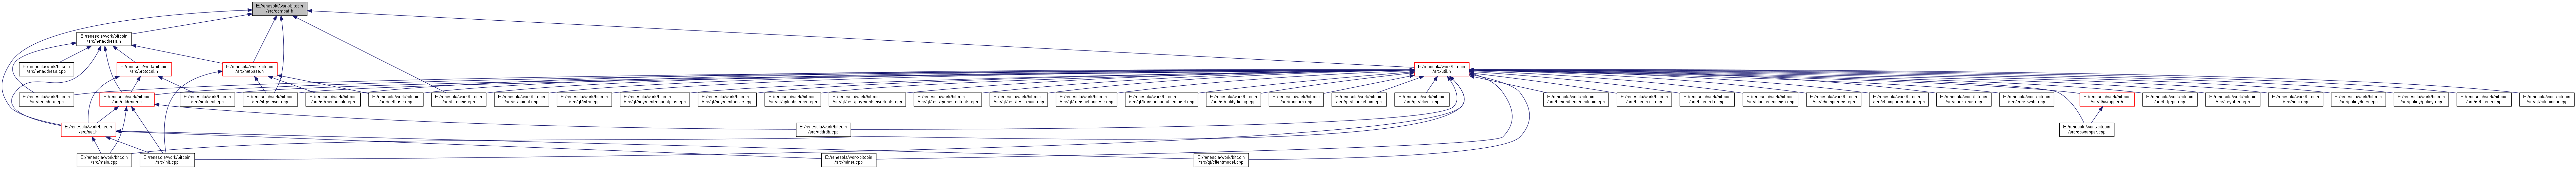 E:/renesola/work/bitcoin
/src/compat.h
E:/renesola/work/bitcoin
/src/netaddress.h
E:/renesola/work/bitcoin
/src/netaddress.cpp
E:/renesola/work/bitcoin
/src/protocol.h
E:/renesola/work/bitcoin
/src/netbase.h
E:/renesola/work/bitcoin
/src/util.h
E:/renesola/work/bitcoin
/src/timedata.cpp
E:/renesola/work/bitcoin
/src/addrman.h
E:/renesola/work/bitcoin
/src/protocol.cpp
E:/renesola/work/bitcoin
/src/httpserver.cpp
E:/renesola/work/bitcoin
/src/qt/rpcconsole.cpp
E:/renesola/work/bitcoin
/src/netbase.cpp
E:/renesola/work/bitcoin
/src/bitcoind.cpp
E:/renesola/work/bitcoin
/src/qt/guiutil.cpp
E:/renesola/work/bitcoin
/src/qt/intro.cpp
E:/renesola/work/bitcoin
/src/qt/paymentrequestplus.cpp
E:/renesola/work/bitcoin
/src/qt/paymentserver.cpp
E:/renesola/work/bitcoin
/src/qt/splashscreen.cpp
E:/renesola/work/bitcoin
/src/qt/test/paymentservertests.cpp
E:/renesola/work/bitcoin
/src/qt/test/rpcnestedtests.cpp
E:/renesola/work/bitcoin
/src/qt/test/test_main.cpp
E:/renesola/work/bitcoin
/src/qt/transactiondesc.cpp
E:/renesola/work/bitcoin
/src/qt/transactiontablemodel.cpp
E:/renesola/work/bitcoin
/src/qt/utilitydialog.cpp
E:/renesola/work/bitcoin
/src/random.cpp
E:/renesola/work/bitcoin
/src/rpc/blockchain.cpp
E:/renesola/work/bitcoin
/src/rpc/client.cpp
E:/renesola/work/bitcoin
/src/bench/bench_bitcoin.cpp
E:/renesola/work/bitcoin
/src/bitcoin-cli.cpp
E:/renesola/work/bitcoin
/src/bitcoin-tx.cpp
E:/renesola/work/bitcoin
/src/blockencodings.cpp
E:/renesola/work/bitcoin
/src/chainparams.cpp
E:/renesola/work/bitcoin
/src/chainparamsbase.cpp
E:/renesola/work/bitcoin
/src/core_read.cpp
E:/renesola/work/bitcoin
/src/core_write.cpp
E:/renesola/work/bitcoin
/src/dbwrapper.h
E:/renesola/work/bitcoin
/src/httprpc.cpp
E:/renesola/work/bitcoin
/src/keystore.cpp
E:/renesola/work/bitcoin
/src/noui.cpp
E:/renesola/work/bitcoin
/src/policy/fees.cpp
E:/renesola/work/bitcoin
/src/policy/policy.cpp
E:/renesola/work/bitcoin
/src/qt/bitcoin.cpp
E:/renesola/work/bitcoin
/src/qt/bitcoingui.cpp
E:/renesola/work/bitcoin
/src/net.h
E:/renesola/work/bitcoin
/src/addrdb.cpp
E:/renesola/work/bitcoin
/src/dbwrapper.cpp
E:/renesola/work/bitcoin
/src/main.cpp
E:/renesola/work/bitcoin
/src/init.cpp
E:/renesola/work/bitcoin
/src/miner.cpp
E:/renesola/work/bitcoin
/src/qt/clientmodel.cpp